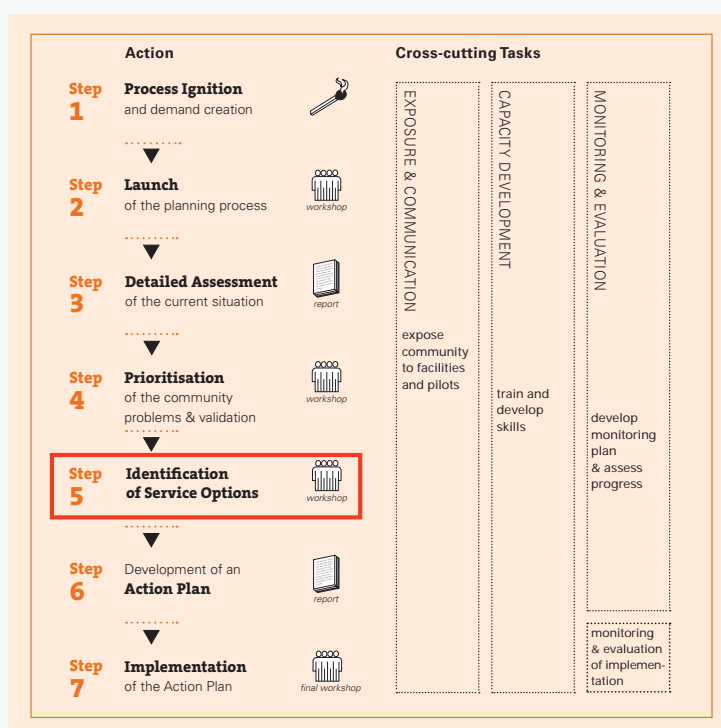 Action
Cross-cutting Tasks
Step
1
Process Ignition
and demand creation
Step
2
Launch
of the planning process
workshop
Step
3
Detailed Assessment
of the current situation
report
Step
4
Prioritisation
of the community
problems & validation
workshop
Step
5
Identification
of Service Options
workshop
Step
6
Development of an
Action Plan
report
Step
7
Implementation
of the Action Plan
final workshop
EXPOSURE & COMMUNICATION
expose
community
to facilities
and pilots
CAPACITY DEVELOPMENT
train and
develop
skills
MONITORING & EVALUATION
develop
monitoring
plan
& assess
progress
monitoring
& evaluation
of implemen-
tation